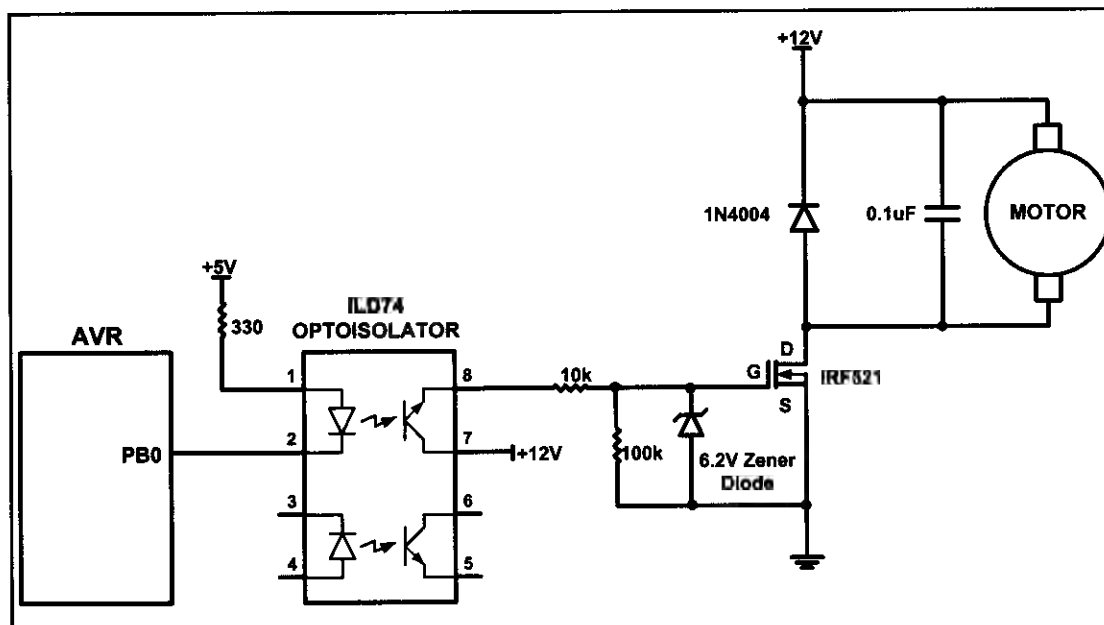 +12V
1N4004
0.1uF
MOTOR
+5V
330
ILD74
OPTOISOLATOR
AVR
PB0
1
2
3
4
8
7
6
5
+12V
10k
100k
6.2V Zener
Diode
G
D
S
IRF521